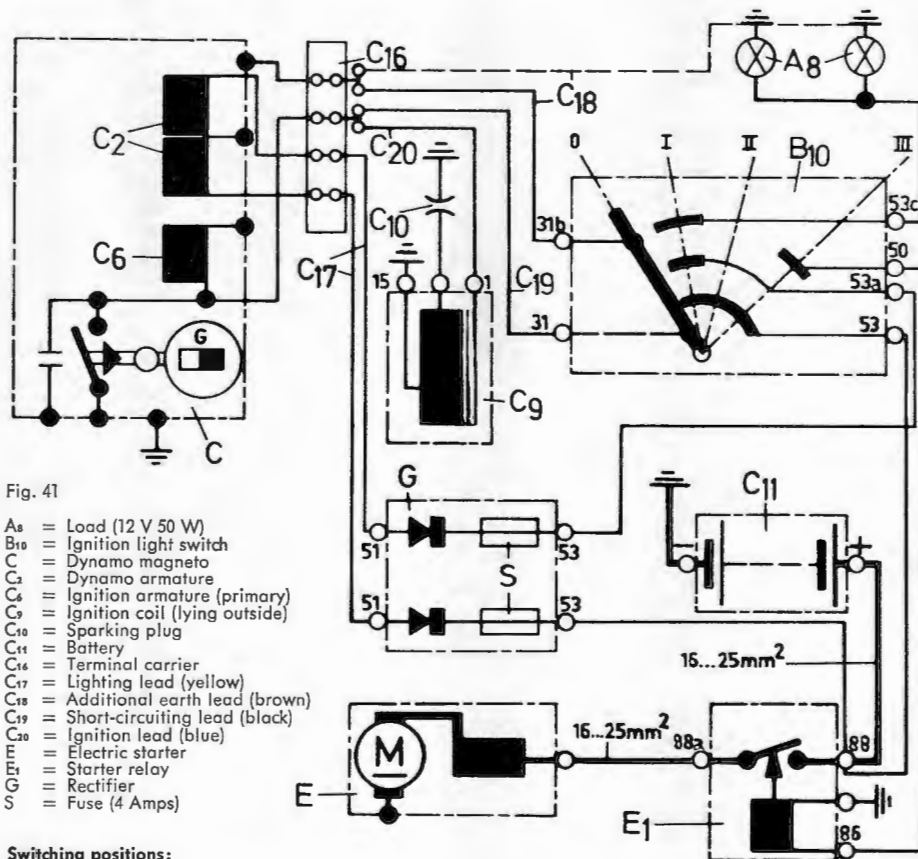 C16
A8
C18
0 I II B10 III
C2
C20
53c
31b
50
C10
C6
C17
15
1
C19
53a
31
53
G
C9
C
Fig. 41
G
C11
51
53
− +
S
51
53
16...25mm²
16...25mm²
88a
88
M
E
E1
86
A8 = Load (12 V 50 W)
B10 = Ignition light switch
C = Dynamo magneto
C2 = Dynamo armature
C6 = Ignition armature (primary)
C9 = Ignition coil (lying outside)
C10 = Sparking plug
C11 = Battery
C16 = Terminal carrier
C17 = Lighting lead (yellow)
C18 = Additional earth lead (brown)
C19 = Short-circuiting lead (black)
C20 = Ignition lead (blue)
E = Electric starter
E1 = Starter relay
G = Rectifier
S = Fuse (4 Amps)
Switching positions: